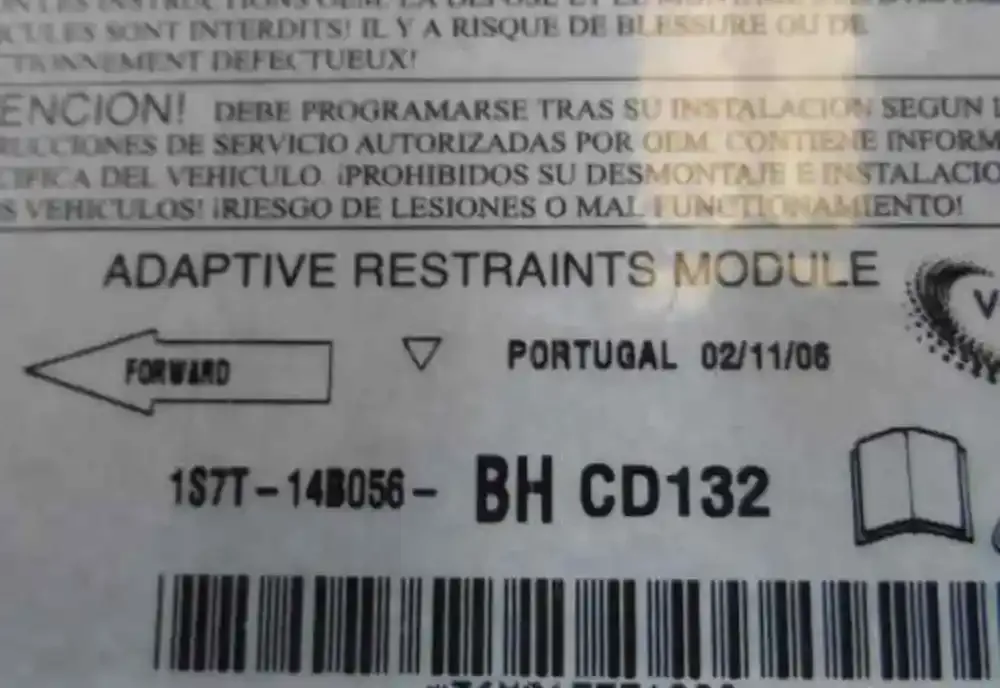 SONT INTERDITS! IL Y A RISQUE DE BLESSURE OU DE
DEFECTUEUX!
ENCION! DEBE PROGRAMARSE TRAS SU INSTALACION SEGUN
UCCIONES DE SERVICIO AUTORIZADAS POR OEM. CONTIENE INFORM
CIFICA DEL VEHICULO. ¡PROHIBIDOS SU DESMONTAJE E INSTALACIO
S VEHICULOS! ¡RIESGO DE LESIONES O MAL FUNCTIONAMIENTO!
ADAPTIVE RESTRAINTS MODULE
V
FORWARD
PORTUGAL 02/11/06
1S7T-14B056- BH CD132